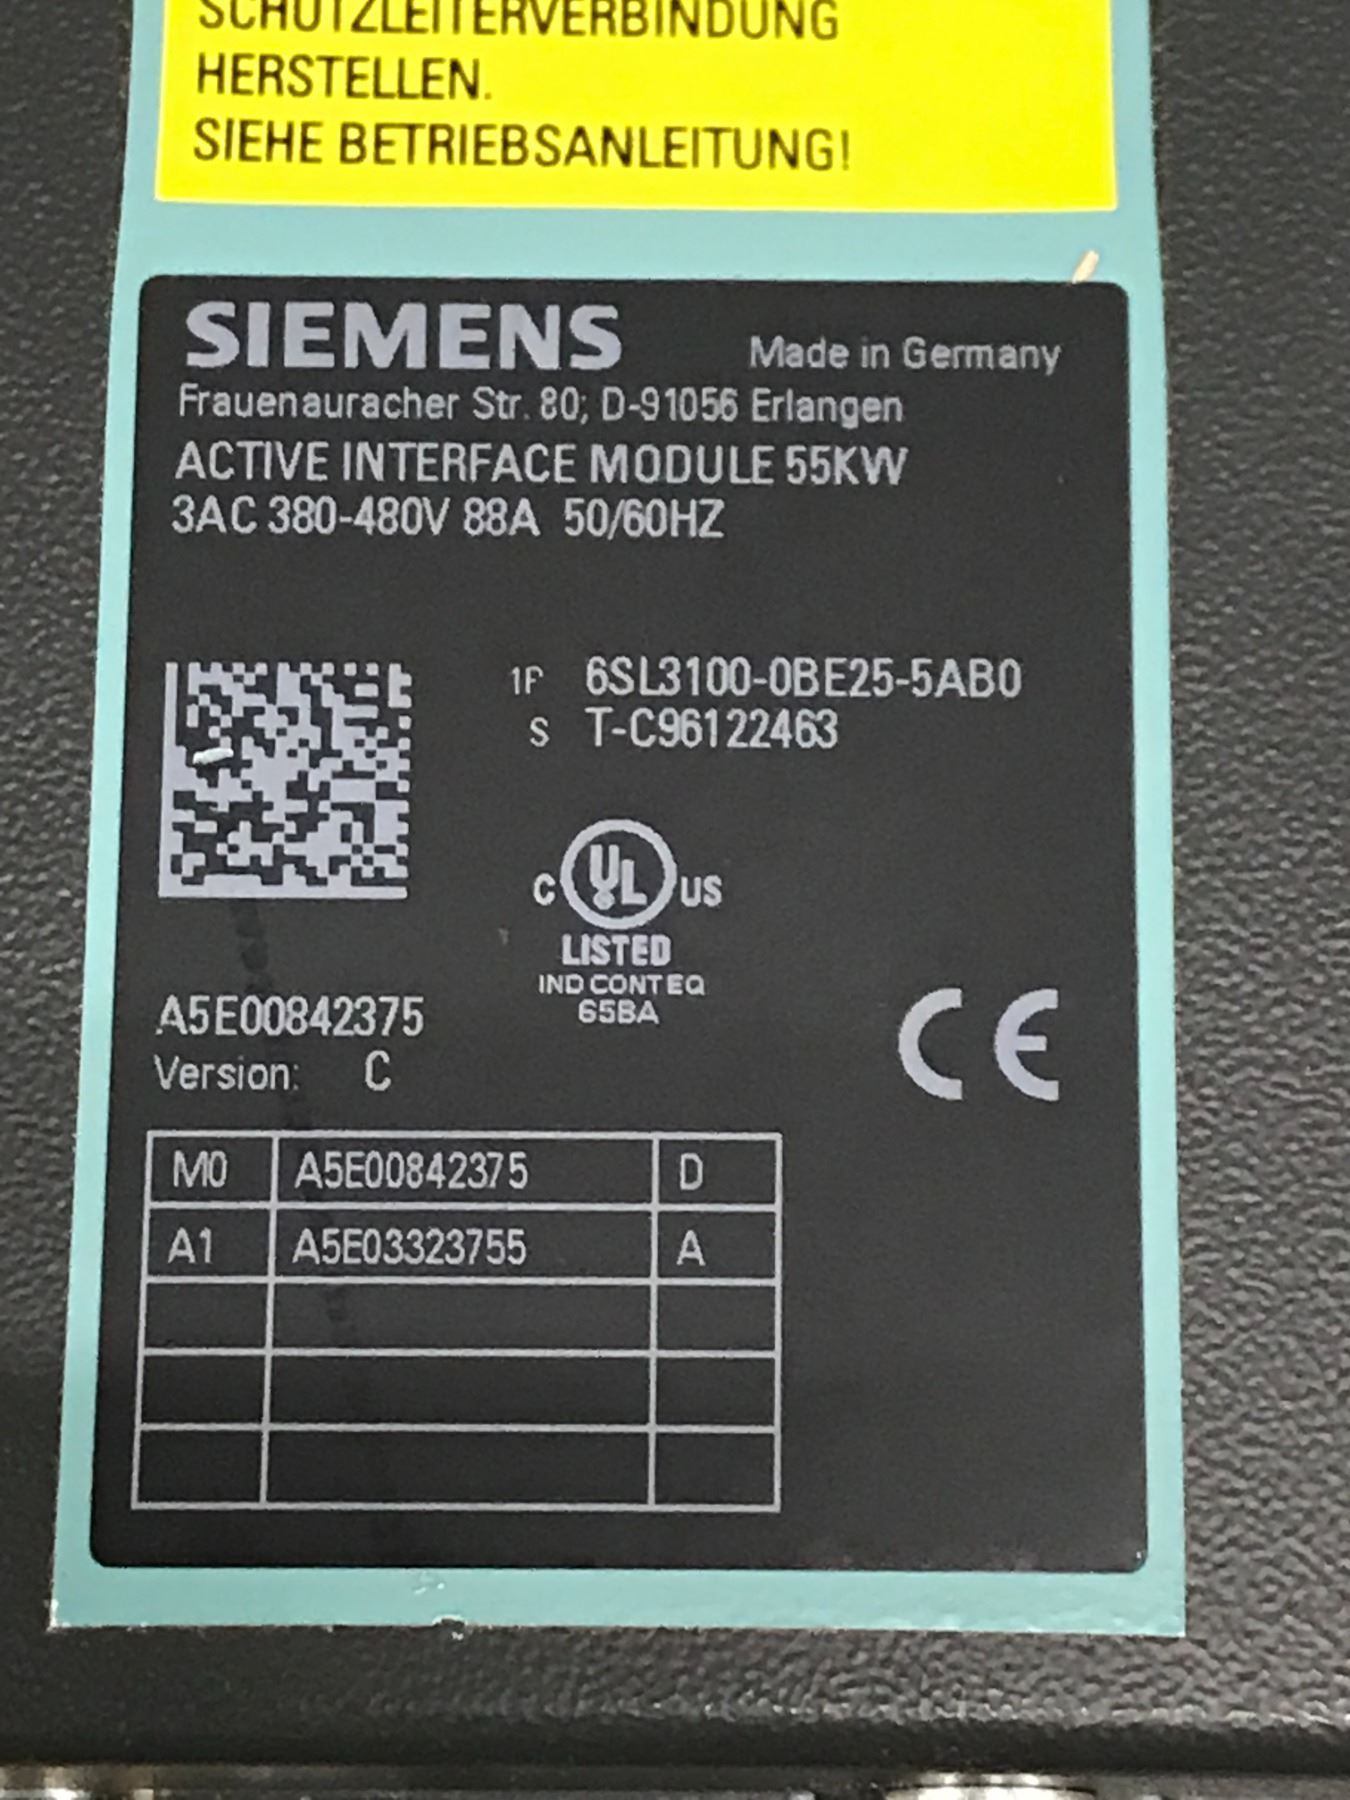 SCHUTZLEITERVERBINDUNG
HERSTELLEN.
SIEHE BETRIEBSANLEITUNG!
SIEMENS Made in Germany
Frauenauracher Str. 80; D-91056 Erlangen
ACTIVE INTERFACE MODULE 55KW
3AC 380-480V 88A 50/60HZ
1P 6SL3100-0BE25-5AB0
S T-C96122463
C UL US
LISTED
IND CONT EQ
65BA
A5E00842375
Version: C
CE
M0 A5E00842375 D
A1 A5E03323755 A